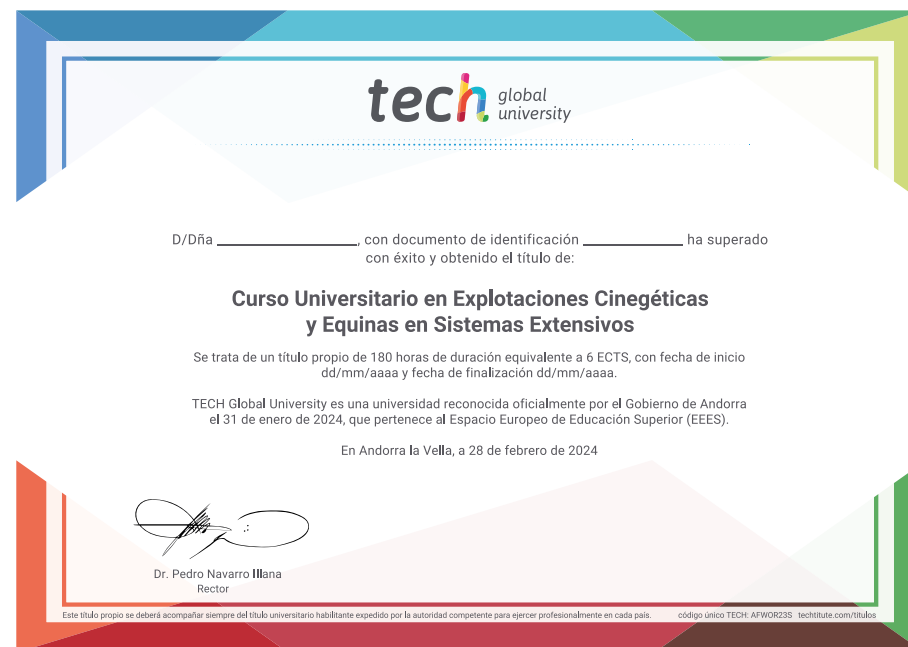 tech global university
D/Dña ____________________, con documento de identificación ______________ ha superado
con éxito y obtenido el título de:
Curso Universitario en Explotaciones Cinegéticas
y Equinas en Sistemas Extensivos
Se trata de un título propio de 180 horas de duración equivalente a 6 ECTS, con fecha de inicio
dd/mm/aaaa y fecha de finalización dd/mm/aaaa.
TECH Global University es una universidad reconocida oficialmente por el Gobierno de Andorra
el 31 de enero de 2024, que pertenece al Espacio Europeo de Educación Superior (EEES).
En Andorra la Vella, a 28 de febrero de 2024
Dr. Pedro Navarro Illana
Rector
Este título propio se deberá acompañar siempre del título universitario habilitante expedido por la autoridad competente para ejercer profesionalmente en cada país. código único TECH: AFWOR23S techtitute.com/titulos